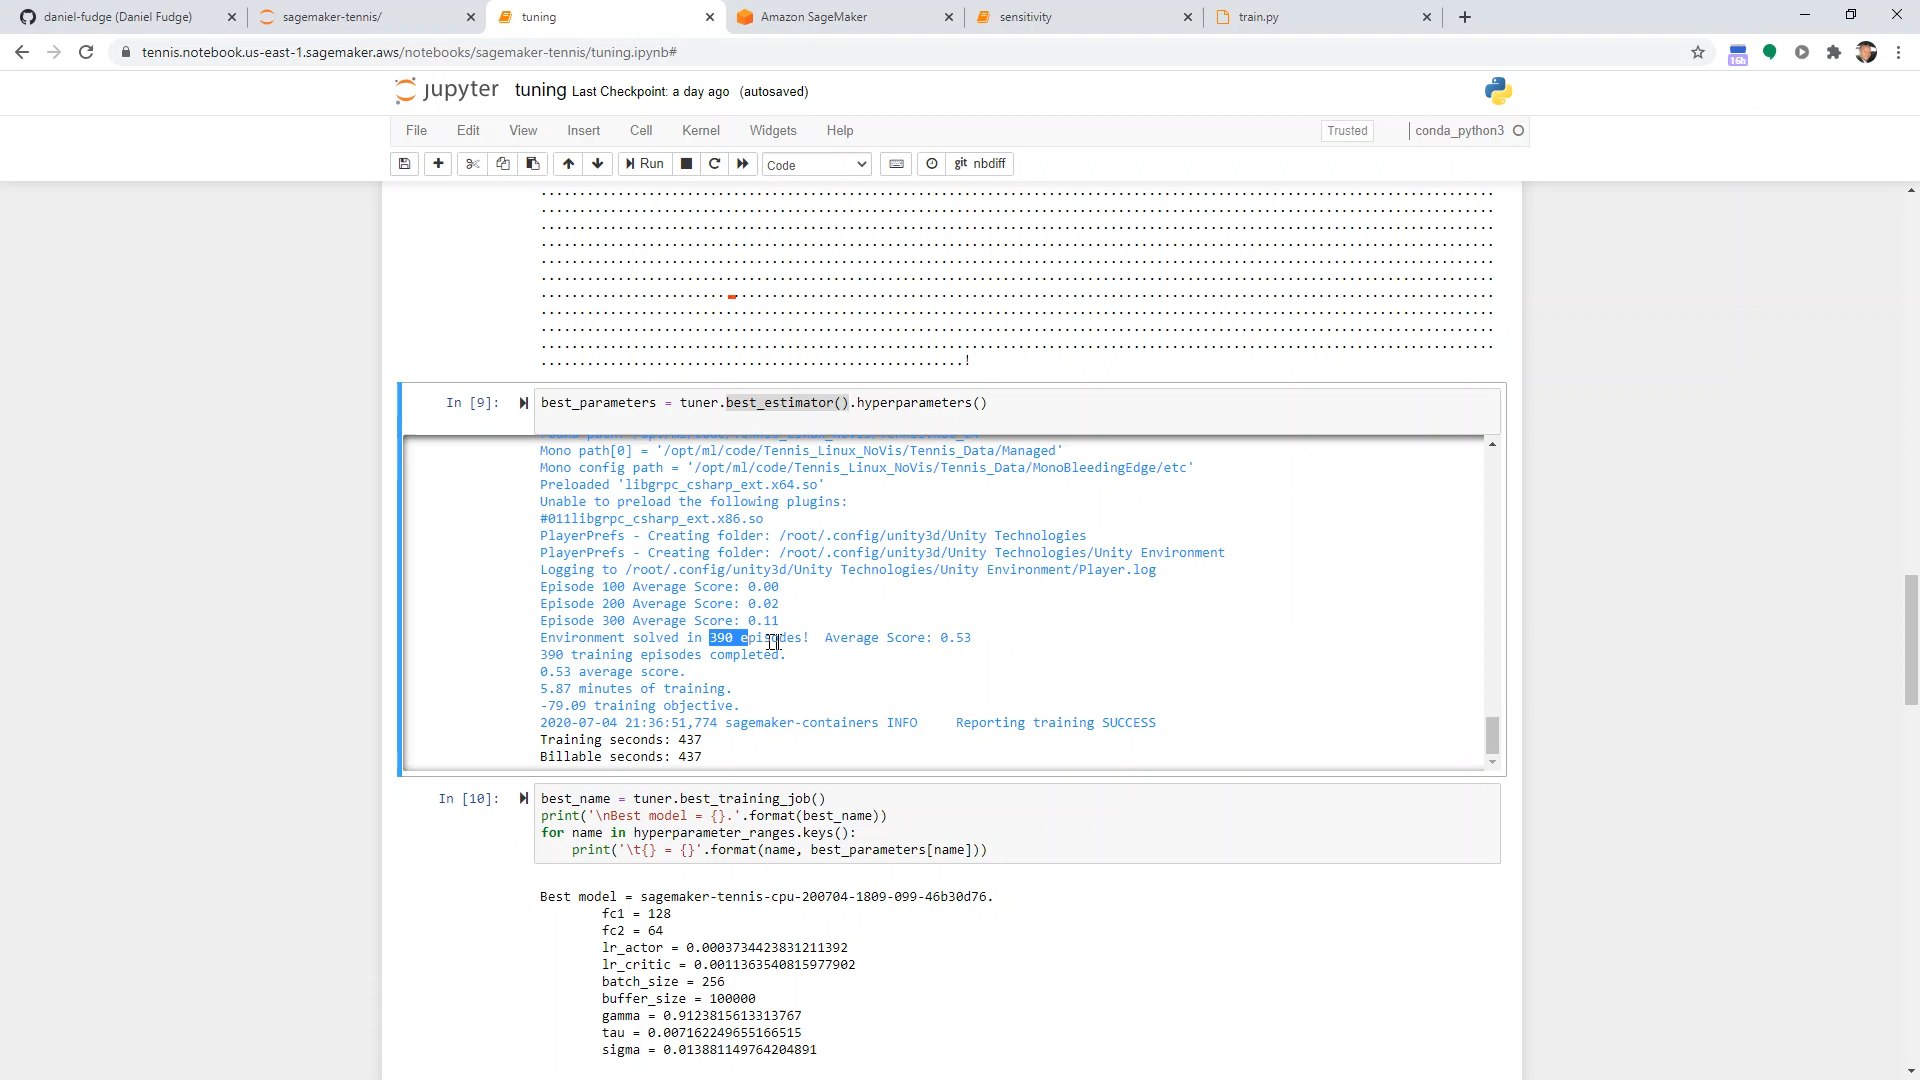 daniel-fudge (Daniel Fudge)
sagemaker-tennis/
tuning
Amazon SageMaker
sensitivity
train.py
tennis.notebook.us-east-1.sagemaker.aws/notebooks/sagemaker-tennis/tuning.ipynb#
16h
jupyter tuning Last Checkpoint: a day ago (autosaved)
File Edit View Insert Cell Kernel Widgets Help Trusted conda_python3
Run Code git nbdiff
..........................................................!
In [9]: best_parameters = tuner.best_estimator().hyperparameters()
Mono path[0] = '/opt/ml/code/Tennis_Linux_NoVis/Tennis_Data/Managed'
Mono config path = '/opt/ml/code/Tennis_Linux_NoVis/Tennis_Data/MonoBleedingEdge/etc'
Preloaded 'libgrpc_csharp_ext.x64.so'
Unable to preload the following plugins:
#011libgrpc_csharp_ext.x86.so
PlayerPrefs - Creating folder: /root/.config/unity3d/Unity Technologies
PlayerPrefs - Creating folder: /root/.config/unity3d/Unity Technologies/Unity Environment
Logging to /root/.config/unity3d/Unity Technologies/Unity Environment/Player.log
Episode 100 Average Score: 0.00
Episode 200 Average Score: 0.02
Episode 300 Average Score: 0.11
Environment solved in 390 episodes!  Average Score: 0.53
390 training episodes completed.
0.53 average score.
5.87 minutes of training.
-79.09 training objective.
2020-07-04 21:36:51,774 sagemaker-containers INFO     Reporting training SUCCESS
Training seconds: 437
Billable seconds: 437
In [10]: best_name = tuner.best_training_job()
print('\nBest model = {}.'.format(best_name))
for name in hyperparameter_ranges.keys():
    print('\t{} = {}'.format(name, best_parameters[name]))
Best model = sagemaker-tennis-cpu-200704-1809-099-46b30d76.
fc1 = 128
fc2 = 64
lr_actor = 0.0003734423831211392
lr_critic = 0.0011363540815977902
batch_size = 256
buffer_size = 100000
gamma = 0.9123815613313767
tau = 0.007162249655166515
sigma = 0.013881149764204891